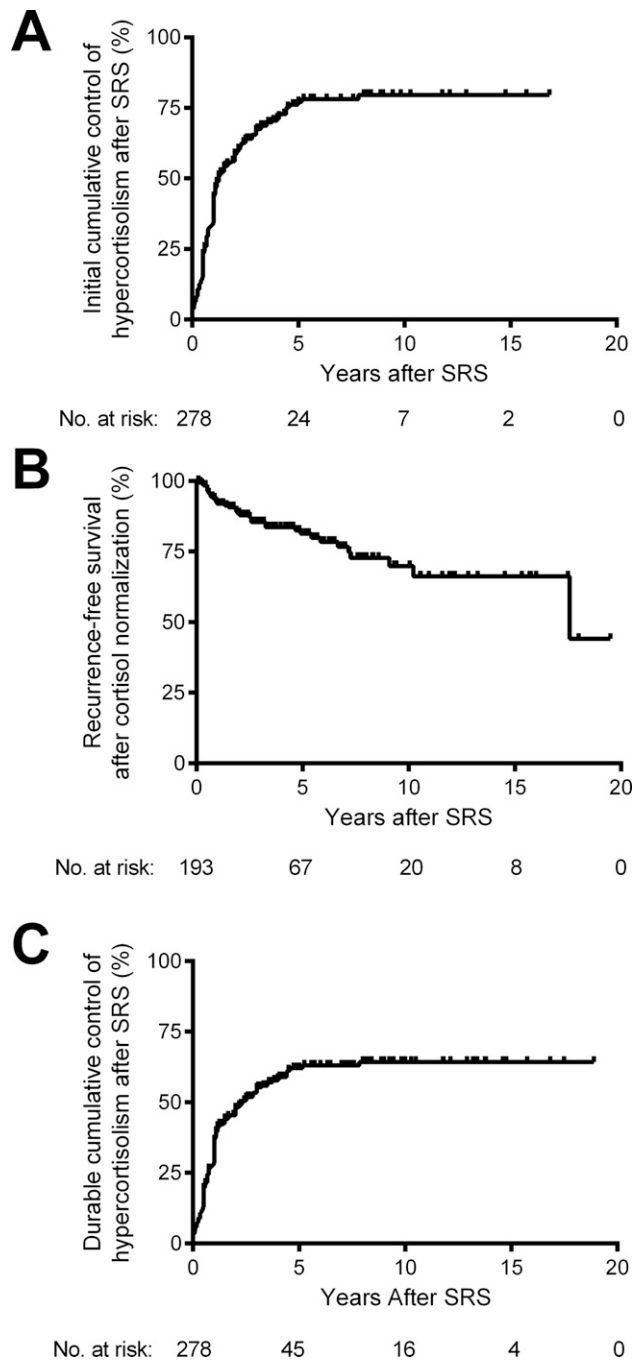 A
Initial cumulative control of
hypercortisolism after SRS (%)
100
75
50
25
0
0 5 10 15 20
Years after SRS
No. at risk: 278 24 7 2 0
B
Recurrence-free survival
after cortisol normalization (%)
100
75
50
25
0
0 5 10 15 20
Years after SRS
No. at risk: 193 67 20 8 0
C
Durable cumulative control of
hypercortisolism after SRS (%)
100
75
50
25
0
0 5 10 15 20
Years After SRS
No. at risk: 278 45 16 4 0